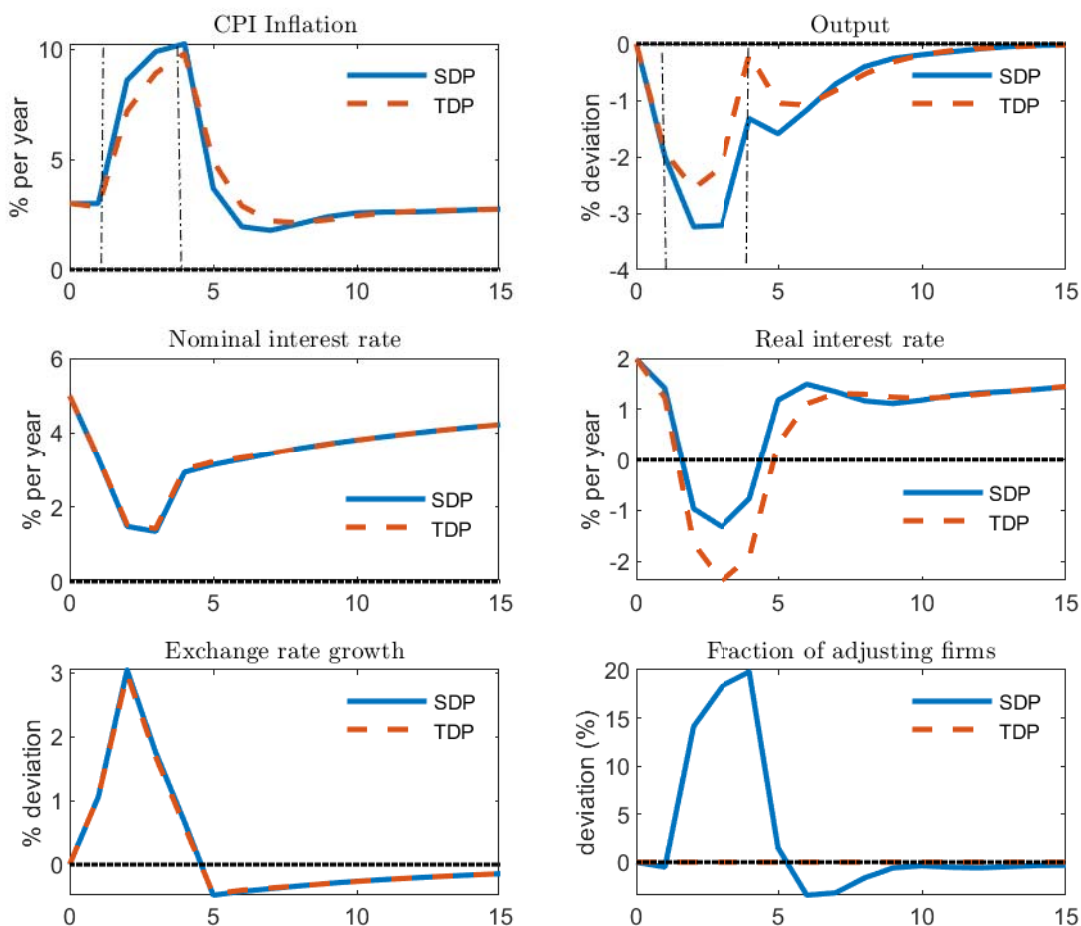 CPI Inflation
10
5
0
% per year
SDP
TDP
0 5 10 15
Output
0
-1
-2
-3
-4
% deviation
SDP
TDP
0 5 10 15
Nominal interest rate
6
4
2
0
% per year
SDP
TDP
0 5 10 15
Real interest rate
2
1
0
-1
-2
% per year
SDP
TDP
0 5 10 15
Exchange rate growth
3
2
1
0
% deviation
SDP
TDP
0 5 10 15
Fraction of adjusting firms
20
15
10
5
0
deviation (%)
SDP
TDP
0 5 10 15